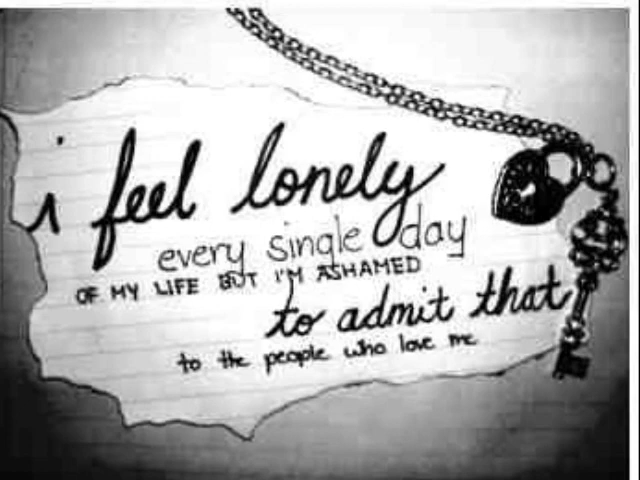 i feel lonely
every single day
OF MY LIFE BUT I'M ASHAMED
to admit that
to the people who love me